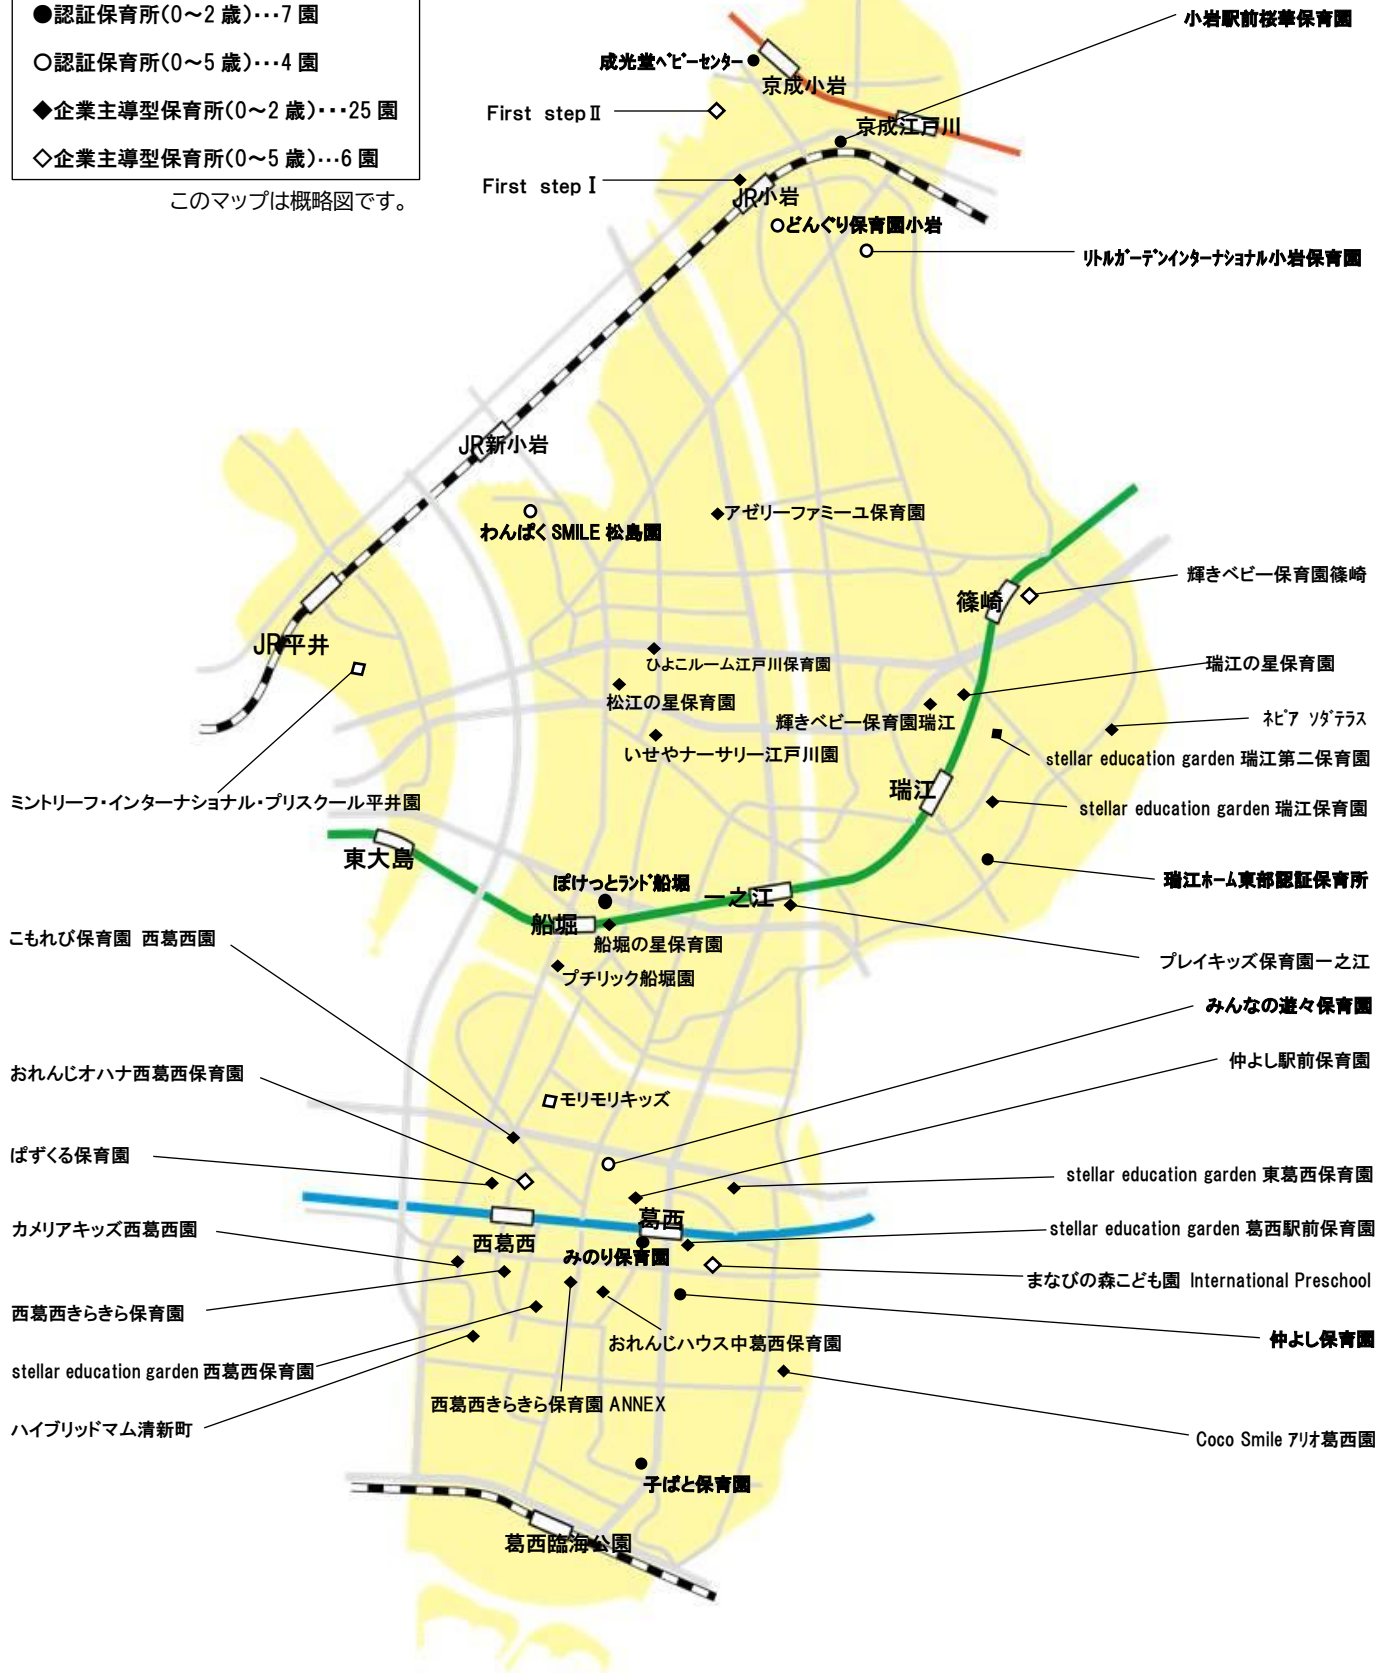 ●認証保育所(0～2歳)･･･7園
○認証保育所(0～5歳)･･･4園
◆企業主導型保育所(0～2歳)･･･25園
◇企業主導型保育所(0～5歳)…6園
このマップは概略図です。
小岩駅前桜華保育園
成光堂ﾍﾞﾋﾞｰｾﾝﾀｰ
京成小岩
First stepⅡ
京成江戸川
First stepⅠ
JR小岩
どんぐり保育園小岩
ﾘﾄﾙｶﾞｰﾃﾞﾝｲﾝﾀｰﾅｼｮﾅﾙ小岩保育園
JR新小岩
わんぱくSMILE松島園
アゼリーファミーユ保育園
輝きベビー保育園篠崎
篠崎
JR平井
ひよこルーム江戸川保育園
瑞江の星保育園
松江の星保育園
輝きベビー保育園瑞江
ﾈﾋﾟｱ ｿﾀﾞﾃﾗｽ
いせやナーサリー江戸川園
stellar education garden 瑞江第二保育園
瑞江
ミントリーフ・インターナショナル・プリスクール平井園
stellar education garden 瑞江保育園
東大島
ぽけっとﾗﾝﾄﾞ船堀
瑞江ﾎｰﾑ東部認証保育所
一之江
船堀
こもれび保育園 西葛西園
船堀の星保育園
プレイキッズ保育園一之江
プチリック船堀園
みんなの遊々保育園
仲よし駅前保育園
おれんじオハナ西葛西保育園
モリモリキッズ
ぱずくる保育園
stellar education garden 東葛西保育園
葛西
カメリアキッズ西葛西園
stellar education garden 葛西駅前保育園
西葛西
みのり保育園
まなびの森こども園 International Preschool
西葛西きらきら保育園
おれんじハウス中葛西保育園
仲よし保育園
stellar education garden 西葛西保育園
西葛西きらきら保育園 ANNEX
ハイブリッドマム清新町
Coco Smile ｱﾘｵ葛西園
子ばと保育園
葛西臨海公園